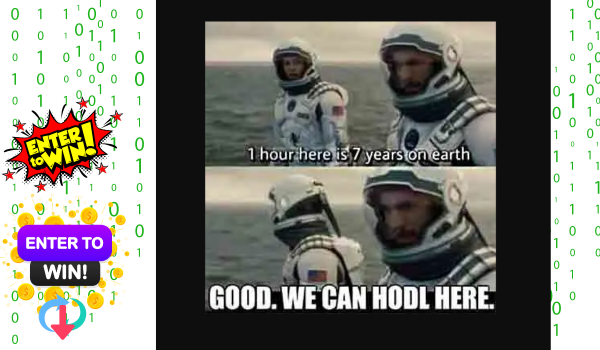 ENTER
to WIN!
ENTER TO
WIN!
1 hour here is 7 years on earth
GOOD. WE CAN HODL HERE.